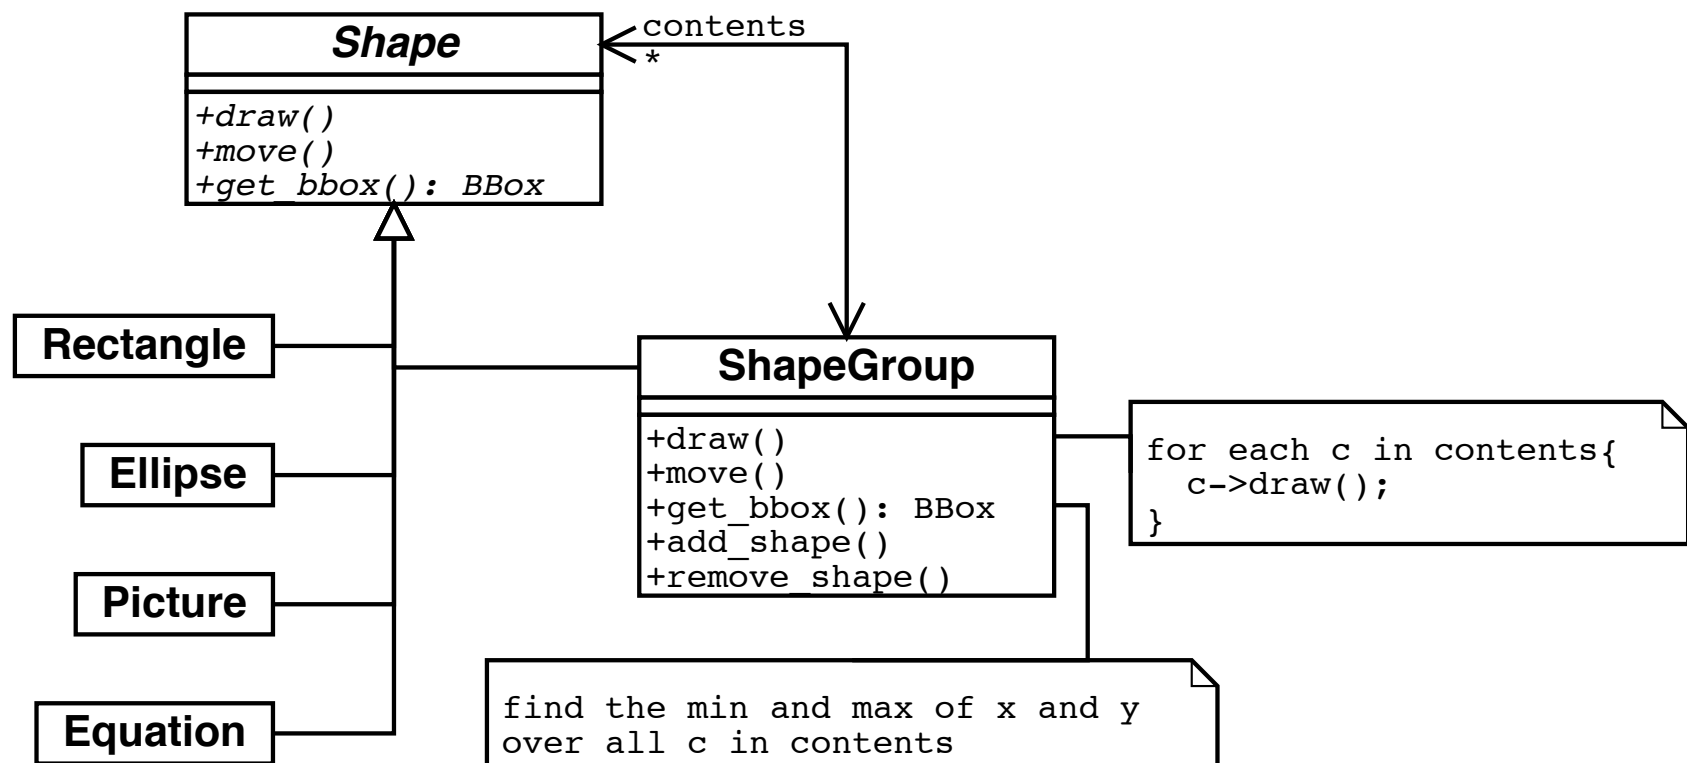 Shape
contents
*
+draw()
+move()
+get_bbox(): BBox
Rectangle
Ellipse
Picture
Equation
ShapeGroup
+draw()
+move()
+get_bbox(): BBox
+add_shape()
+remove_shape()
for each c in contents{
  c->draw();
}
find the min and max of x and y
over all c in contents